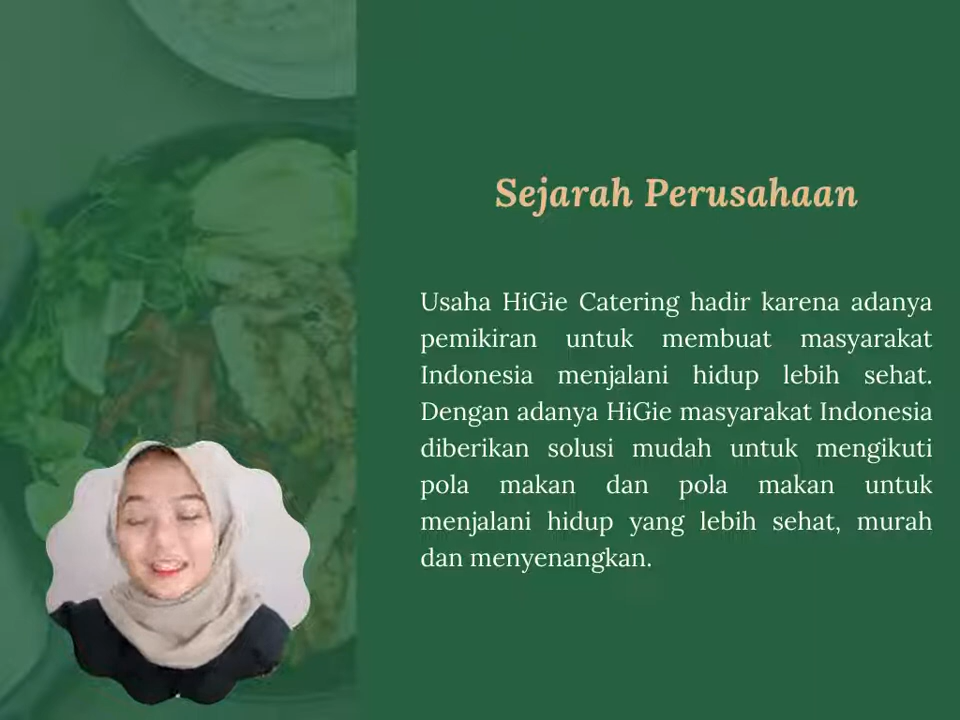 Sejarah Perusahaan
Usaha HiGie Catering hadir karena adanya
pemikiran untuk membuat masyarakat
Indonesia menjalani hidup lebih sehat.
Dengan adanya HiGie masyarakat Indonesia
diberikan solusi mudah untuk mengikuti
pola makan dan pola makan untuk
menjalani hidup yang lebih sehat, murah
dan menyenangkan.